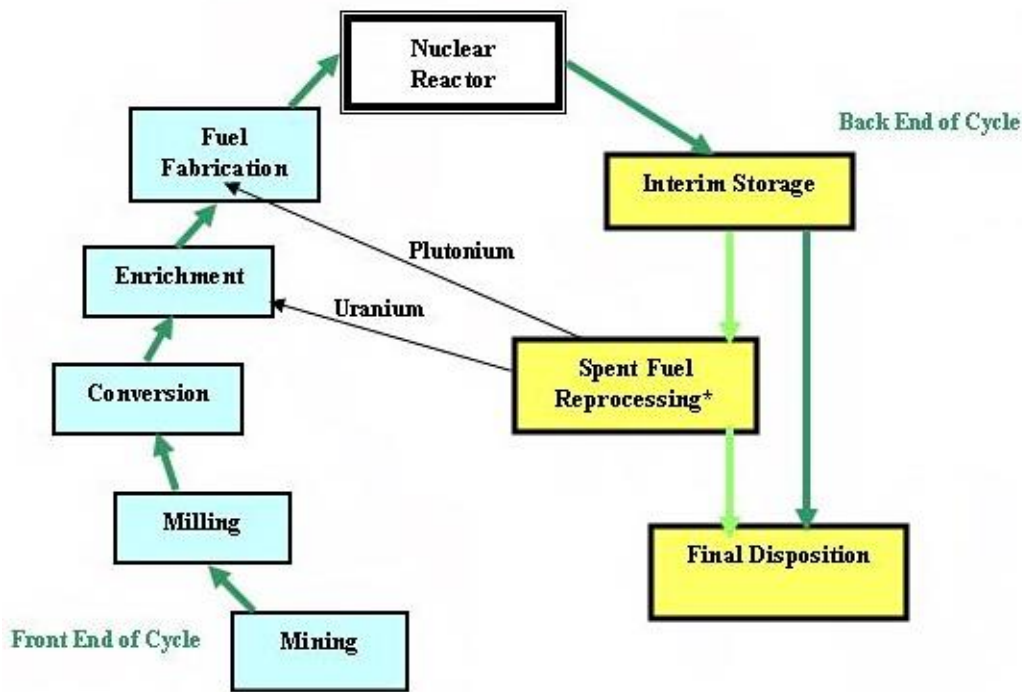 Nuclear
Reactor
Back End of Cycle
Fuel
Fabrication
Interim Storage
Plutonium
Enrichment
Uranium
Spent Fuel
Reprocessing*
Conversion
Milling
Final Disposition
Front End of Cycle
Mining